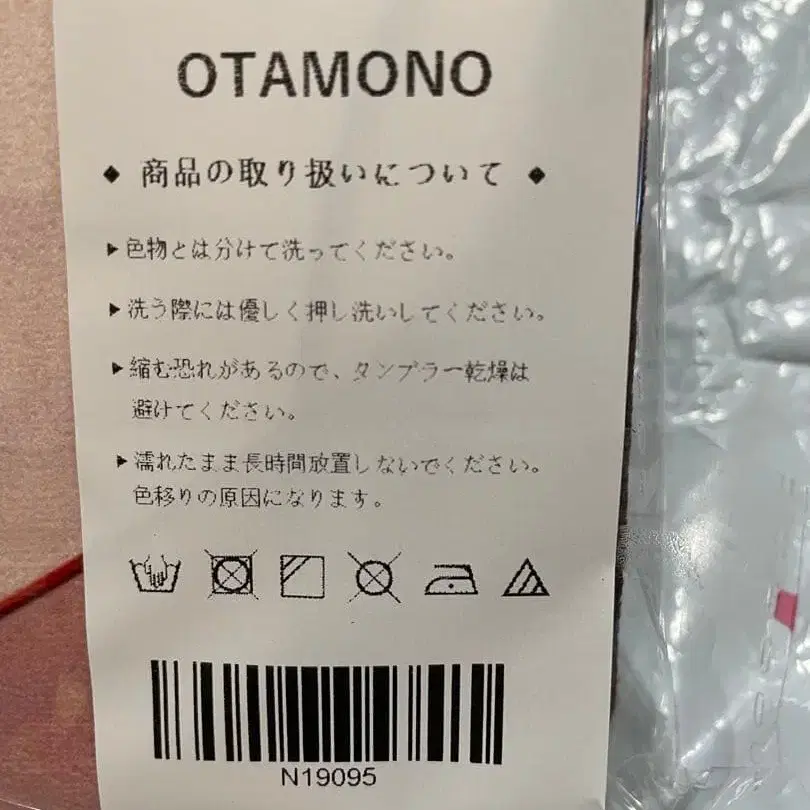 OTAMONO
◆ 商品の取り扱いについて ◆
▶色物とは分けて洗ってください。
▶洗う際には優しく押し洗いしてください。
▶縮む恐れがあるので、タンブラー乾燥は
避けてください。
▶濡れたまま長時間放置しないでください。
色移りの原因になります。
N19095